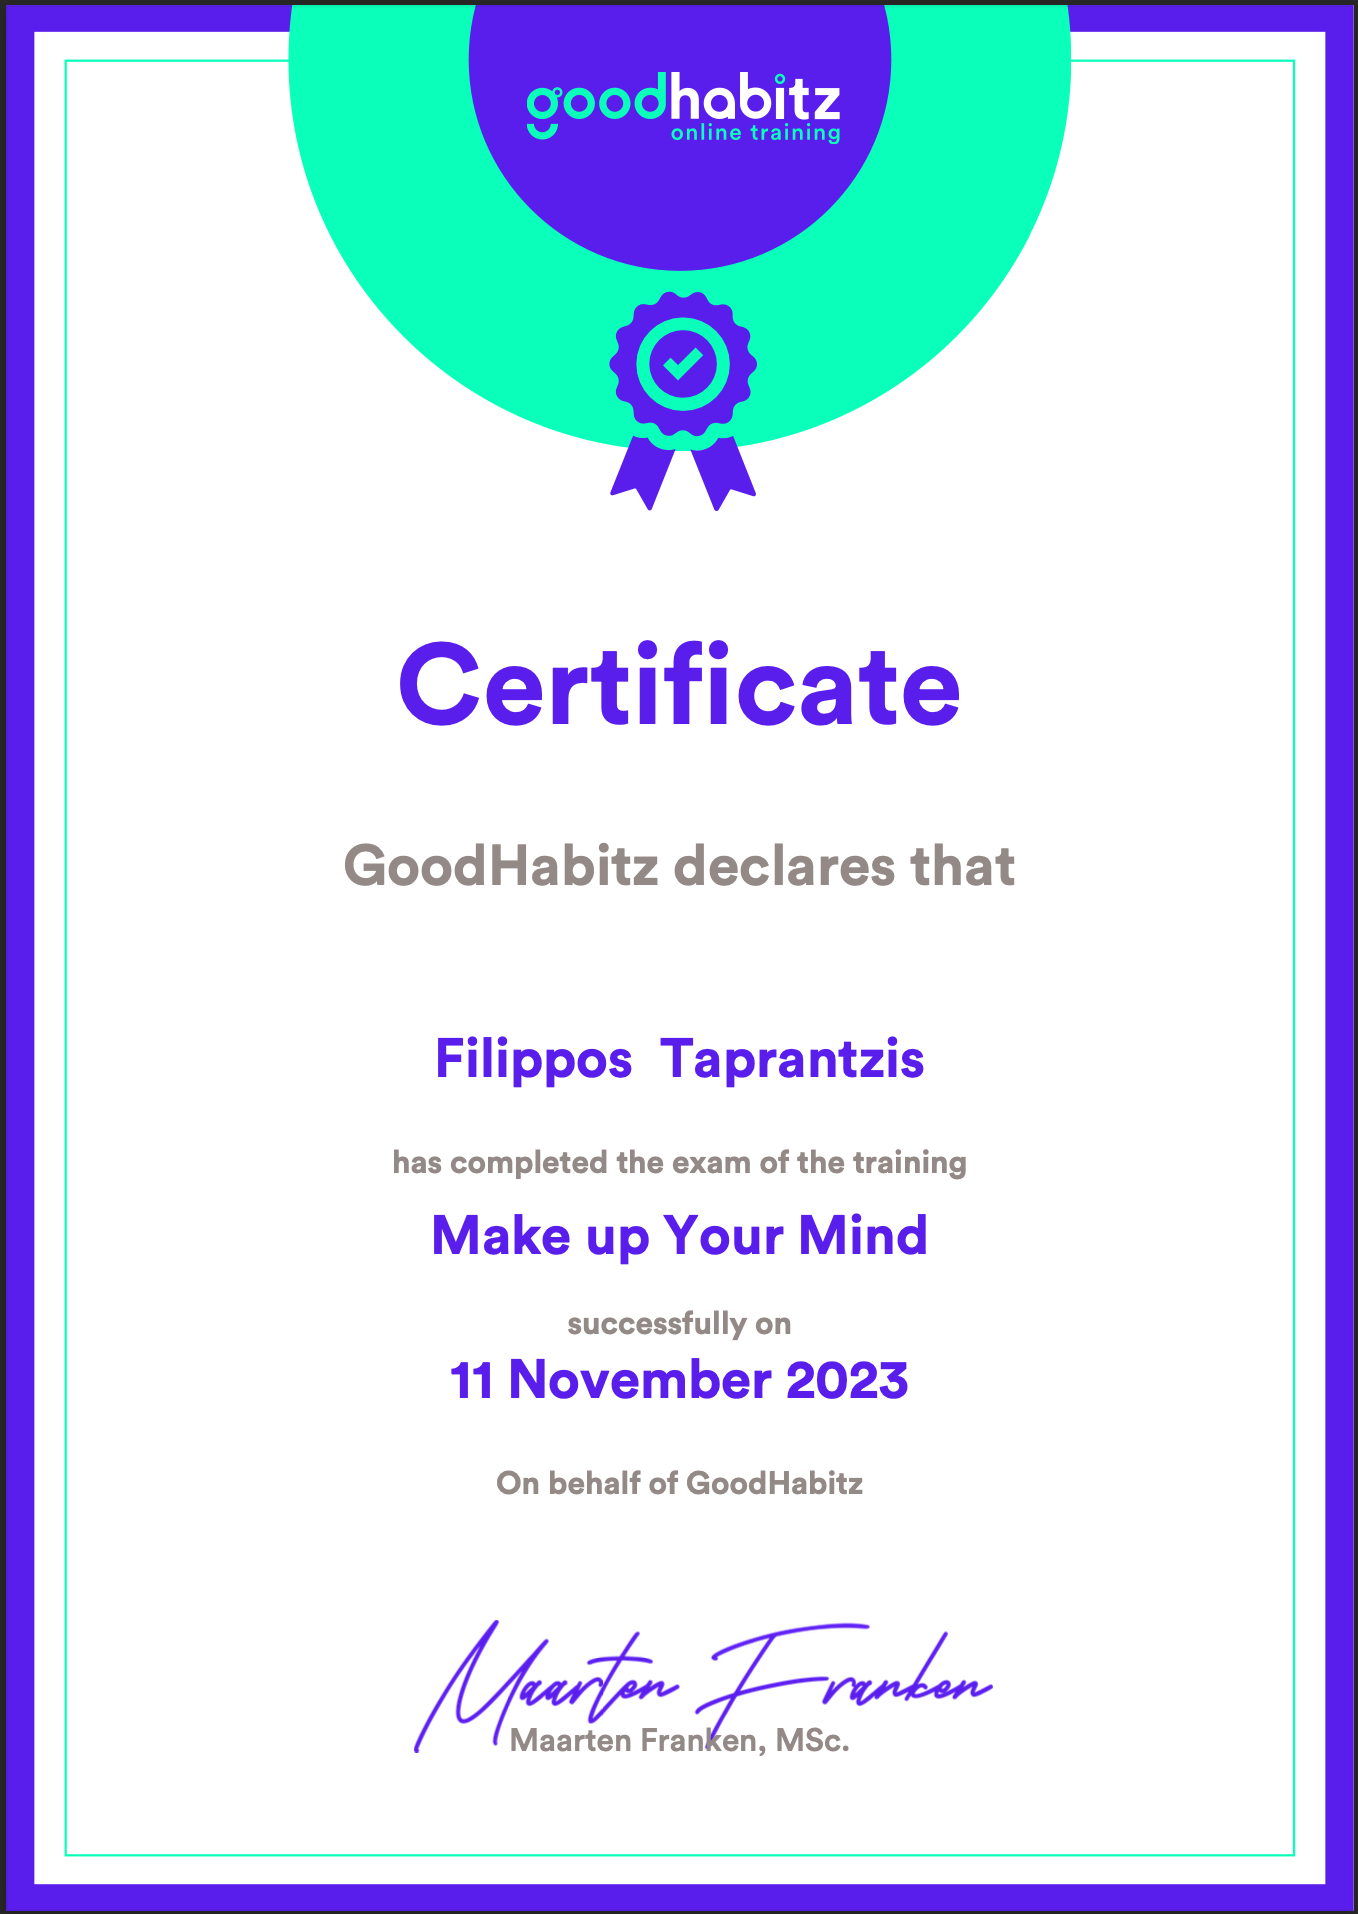 goodhabitz
online training
Certificate
GoodHabitz declares that
Filippos Taprantzis
has completed the exam of the training
Make up Your Mind
successfully on
11 November 2023
On behalf of GoodHabitz
Maarten Franken
Maarten Franken, MSc.